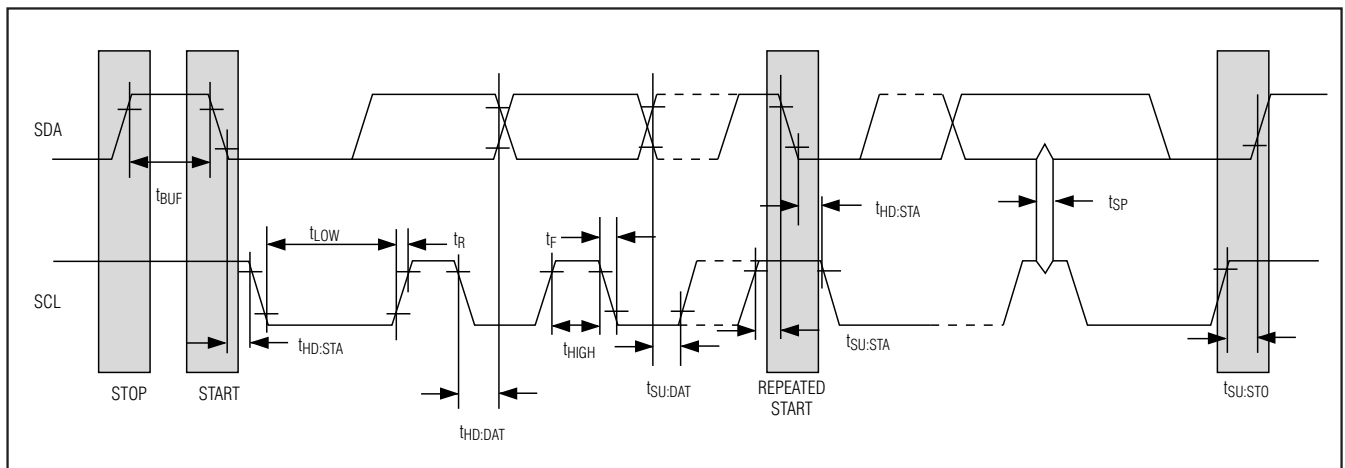 SDA
tBUF
tHD:STA
tSP
tLOW
tR
tF
SCL
tHD:STA
tHIGH
tSU:STA
STOP
START
tSU:DAT
REPEATED
START
tSU:STO
tHD:DAT